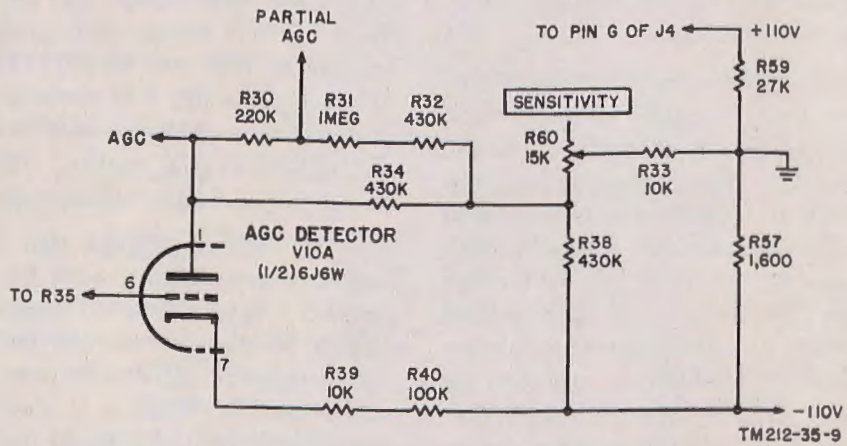 PARTIAL
AGC
TO PIN G OF J4
+110V
R59
27K
R30
220K
R31
1MEG
R32
430K
SENSITIVITY
AGC
R60
15K
R33
10K
R34
430K
AGC DETECTOR
V10A
(1/2) 6J6W
1
R38
430K
R57
1,600
TO R35
6
7
R39
10K
R40
100K
-110V
TM212-35-9